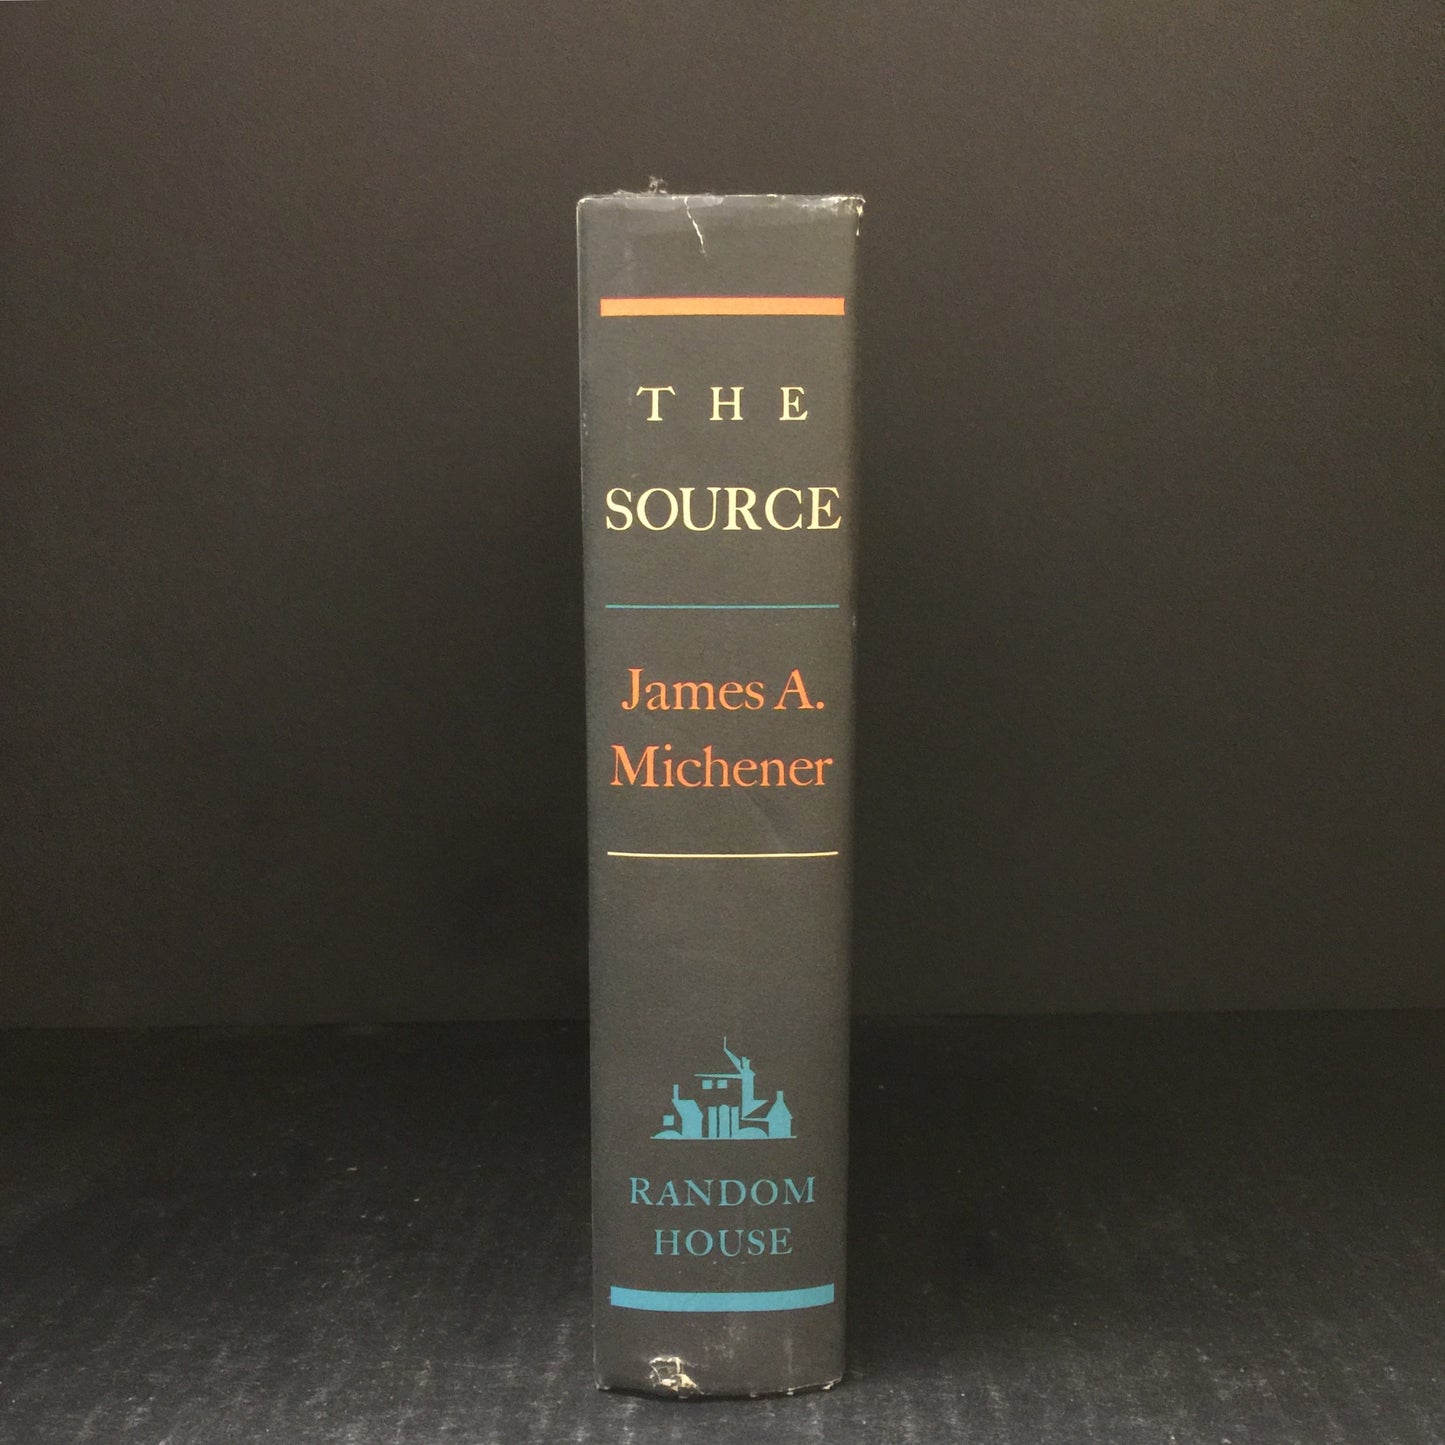 THE
SOURCE
James A.
Michener
RANDOM
HOUSE